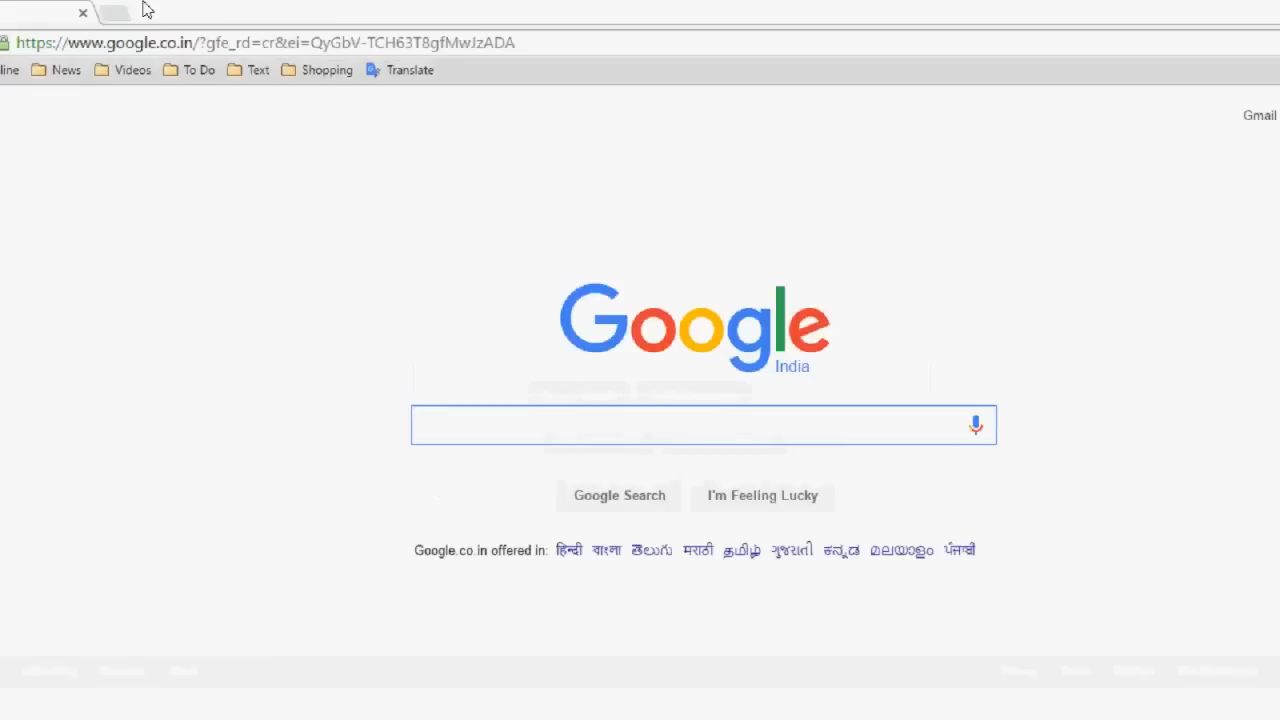 https://www.google.co.in/?gfe_rd=cr&ei=QyGbV-TCH63T8gfMwJzADA
line News Videos To Do Text Shopping Translate
Gmail
Google
India
Google Search I'm Feeling Lucky
Google.co.in offered in: हिन्दी বাংলা తెలుగు मराठी தமிழ் ગુજરાતી ಕನ್ನಡ മലയാളം ਪੰਜਾਬੀ